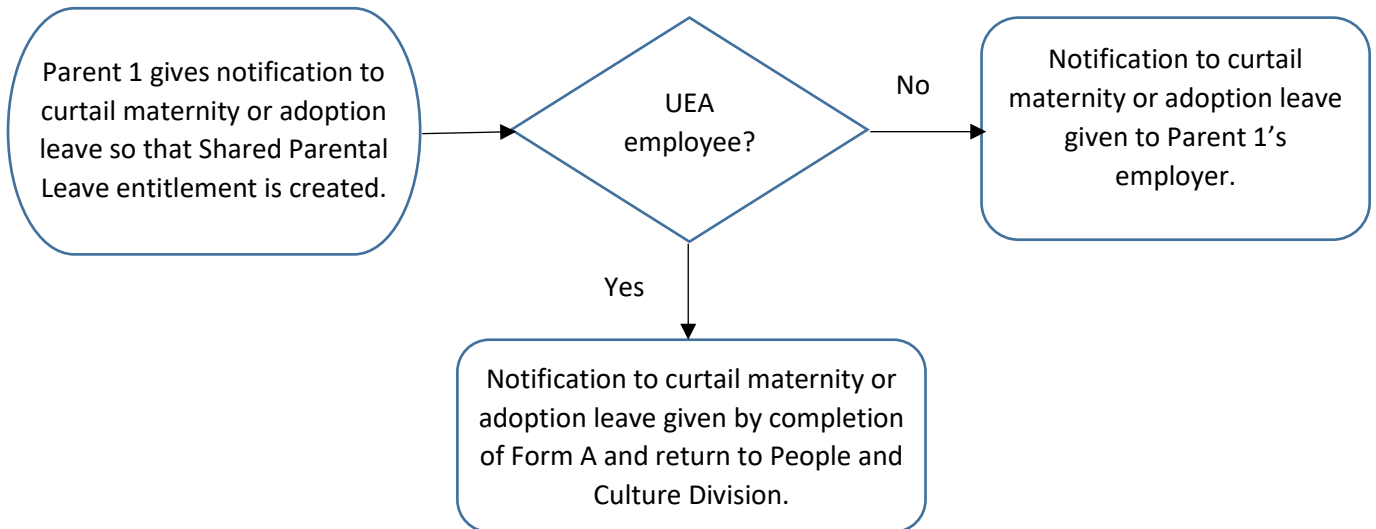 Parent 1 gives notification to
curtail maternity or adoption
leave so that Shared Parental
Leave entitlement is created.
UEA
employee?
No
Notification to curtail
maternity or adoption leave
given to Parent 1’s
employer.
Yes
Notification to curtail maternity or
adoption leave given by completion
of Form A and return to People and
Culture Division.